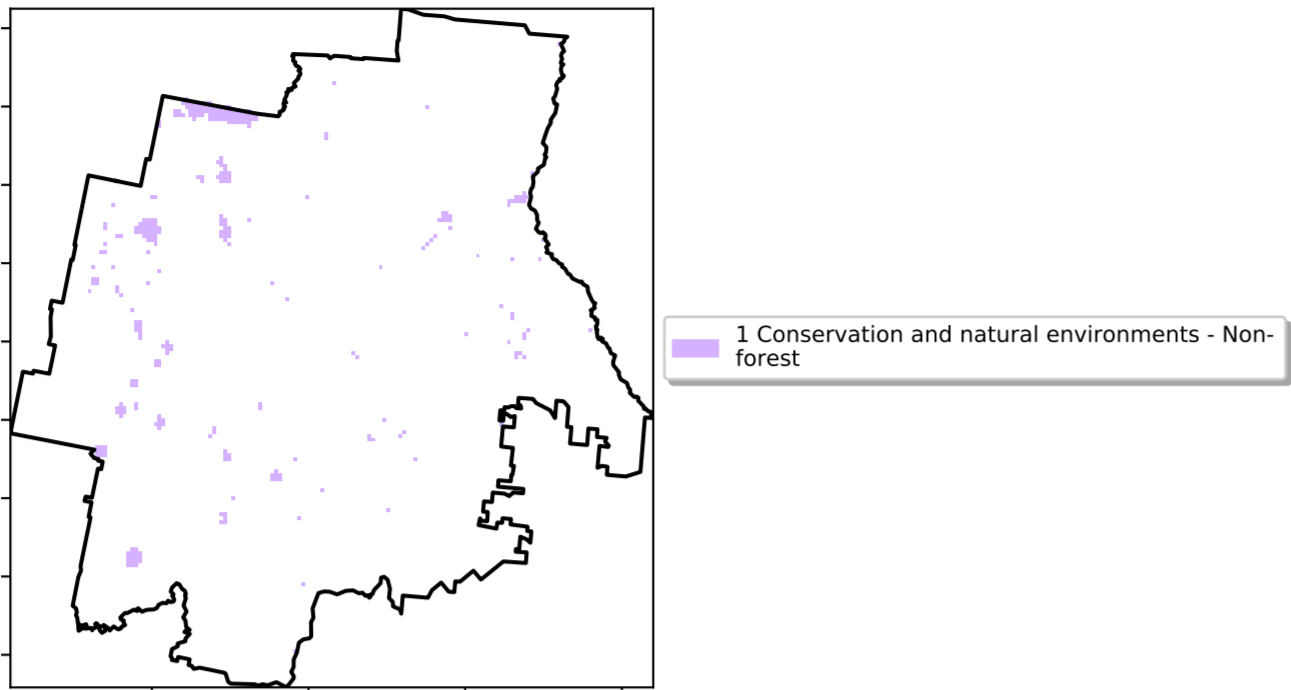 1 Conservation and natural environments - Non-
forest